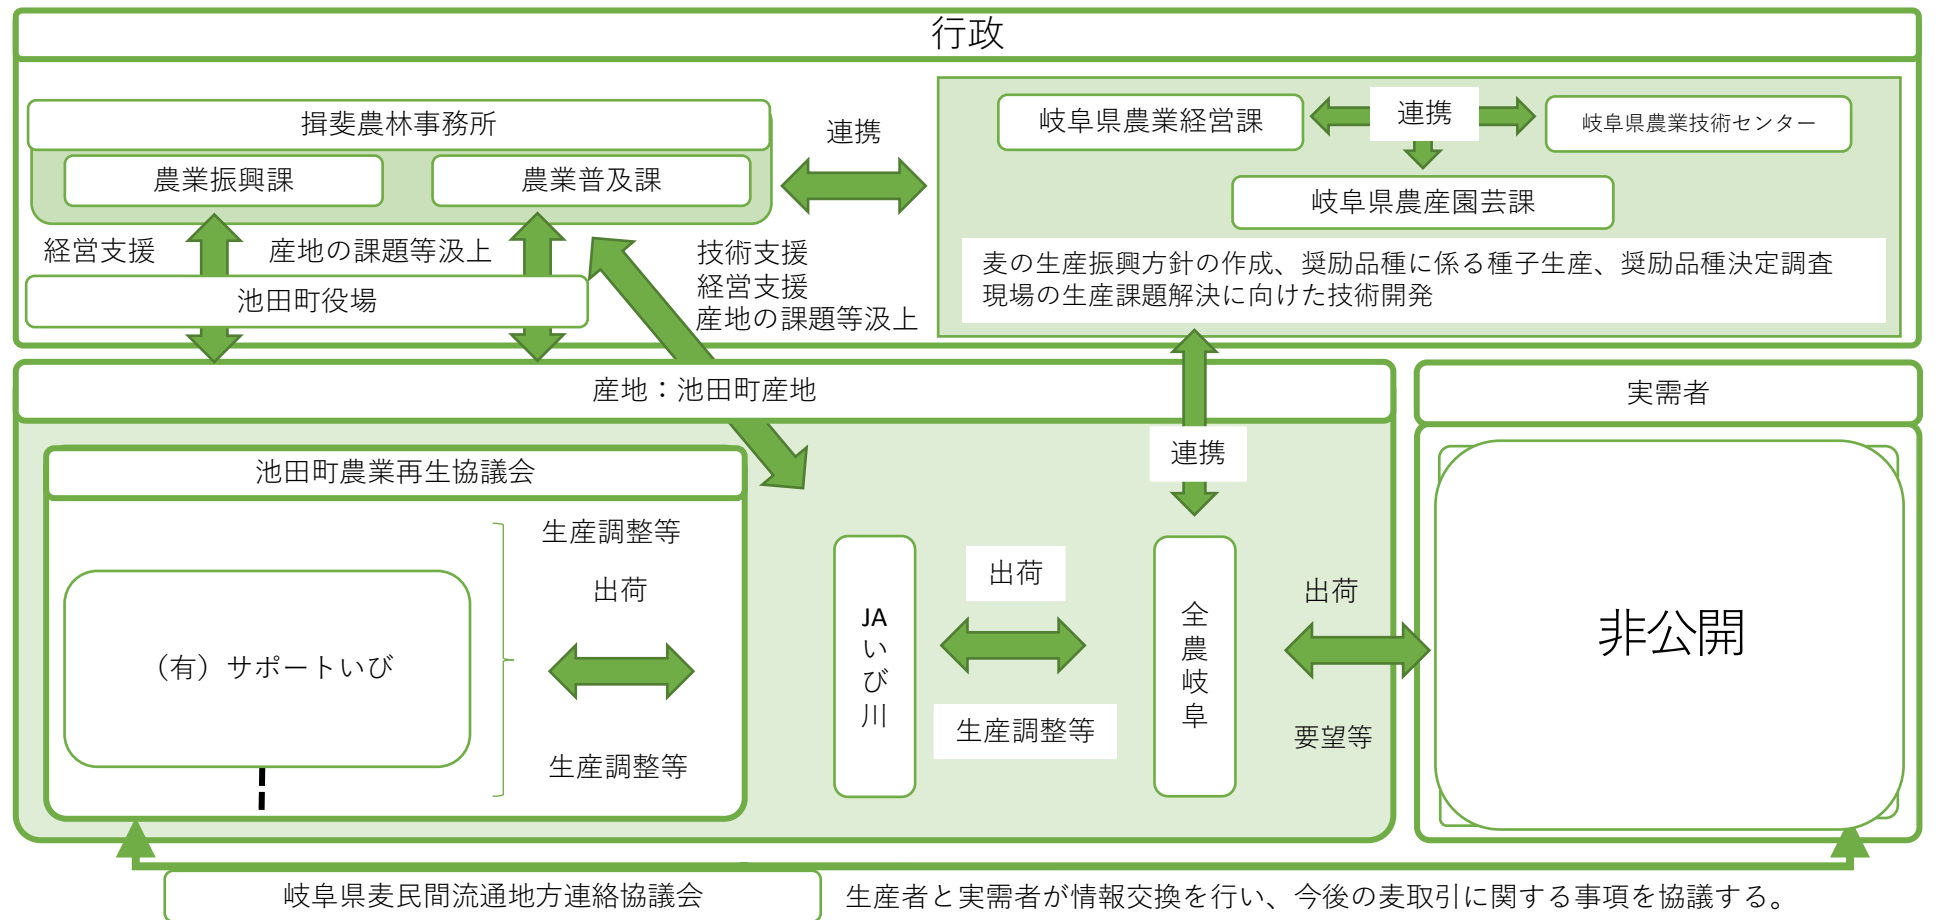 行政
揖斐農林事務所
農業振興課
農業普及課
連携
岐阜県農業経営課
連携
岐阜県農業技術センター
岐阜県農産園芸課
麦の生産振興方針の作成、奨励品種に係る種子生産、奨励品種決定調査
現場の生産課題解決に向けた技術開発
経営支援
産地の課題等汲上
技術支援
経営支援
産地の課題等汲上
池田町役場
産地：池田町産地
実需者
連携
池田町農業再生協議会
生産調整等
出荷
（有）サポートいび
生産調整等
JAいび川
出荷
生産調整等
全農岐阜
出荷
要望等
非公開
岐阜県麦民間流通地方連絡協議会
生産者と実需者が情報交換を行い、今後の麦取引に関する事項を協議する。